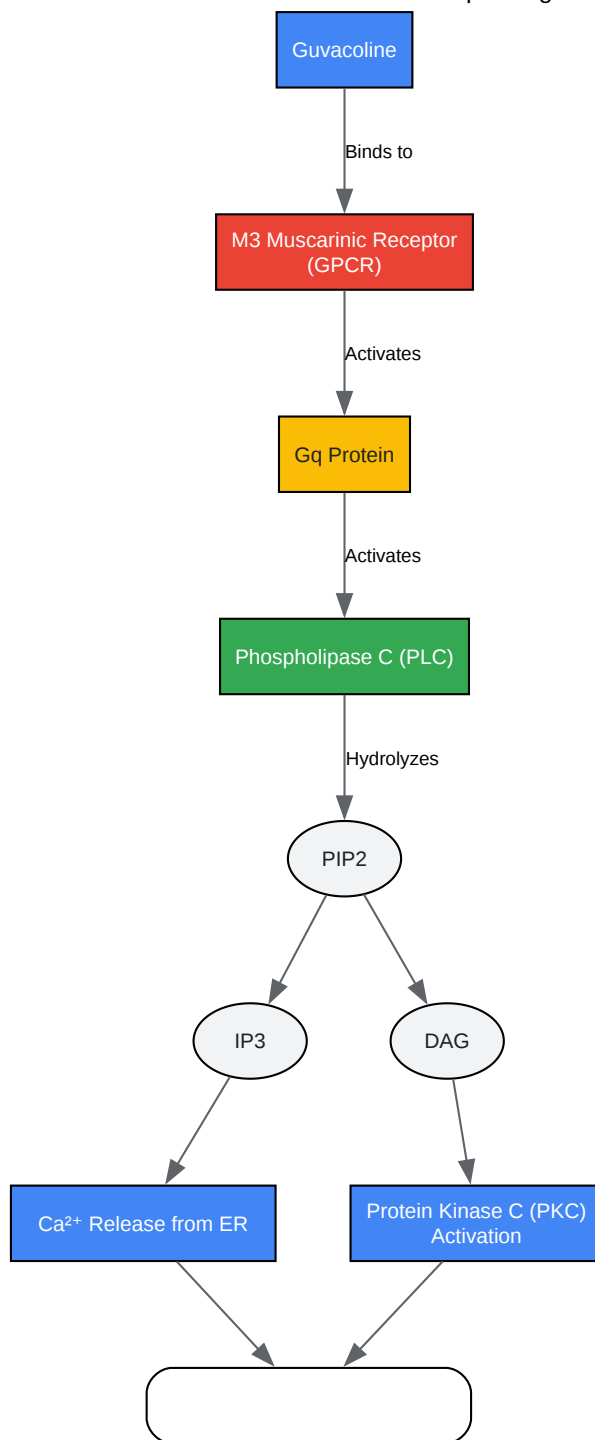 Guvacoline
Binds to
M3 Muscarinic Receptor
(GPCR)
Activates
Gq Protein
Activates
Phospholipase C (PLC)
Hydrolyzes
PIP2
IP3
DAG
Ca²⁺ Release from ER
Protein Kinase C (PKC)
Activation